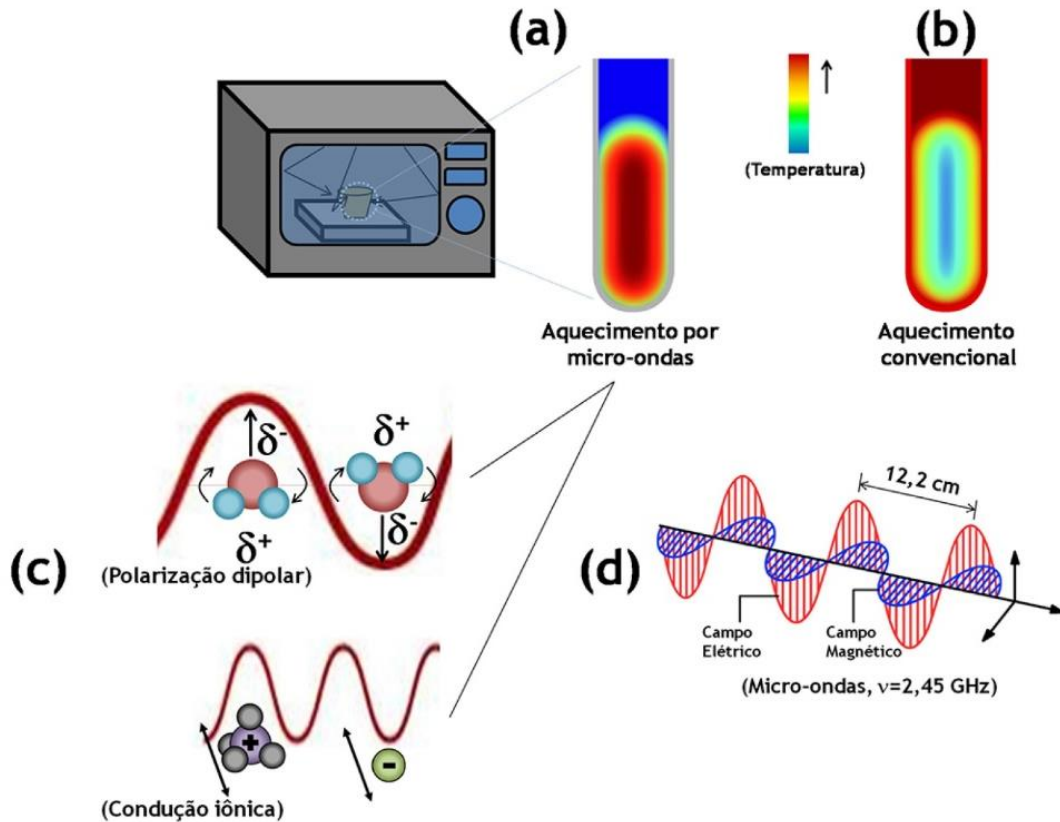 (a)
(b)
(Temperatura)
Aquecimento por
micro-ondas
Aquecimento
convencional
δ-
δ+
δ+
δ-
(c)
(Polarização dipolar)
12,2 cm
(d)
Campo
Elétrico
Campo
Magnético
(Micro-ondas, ν=2,45 GHz)
+
-
(Condução iônica)